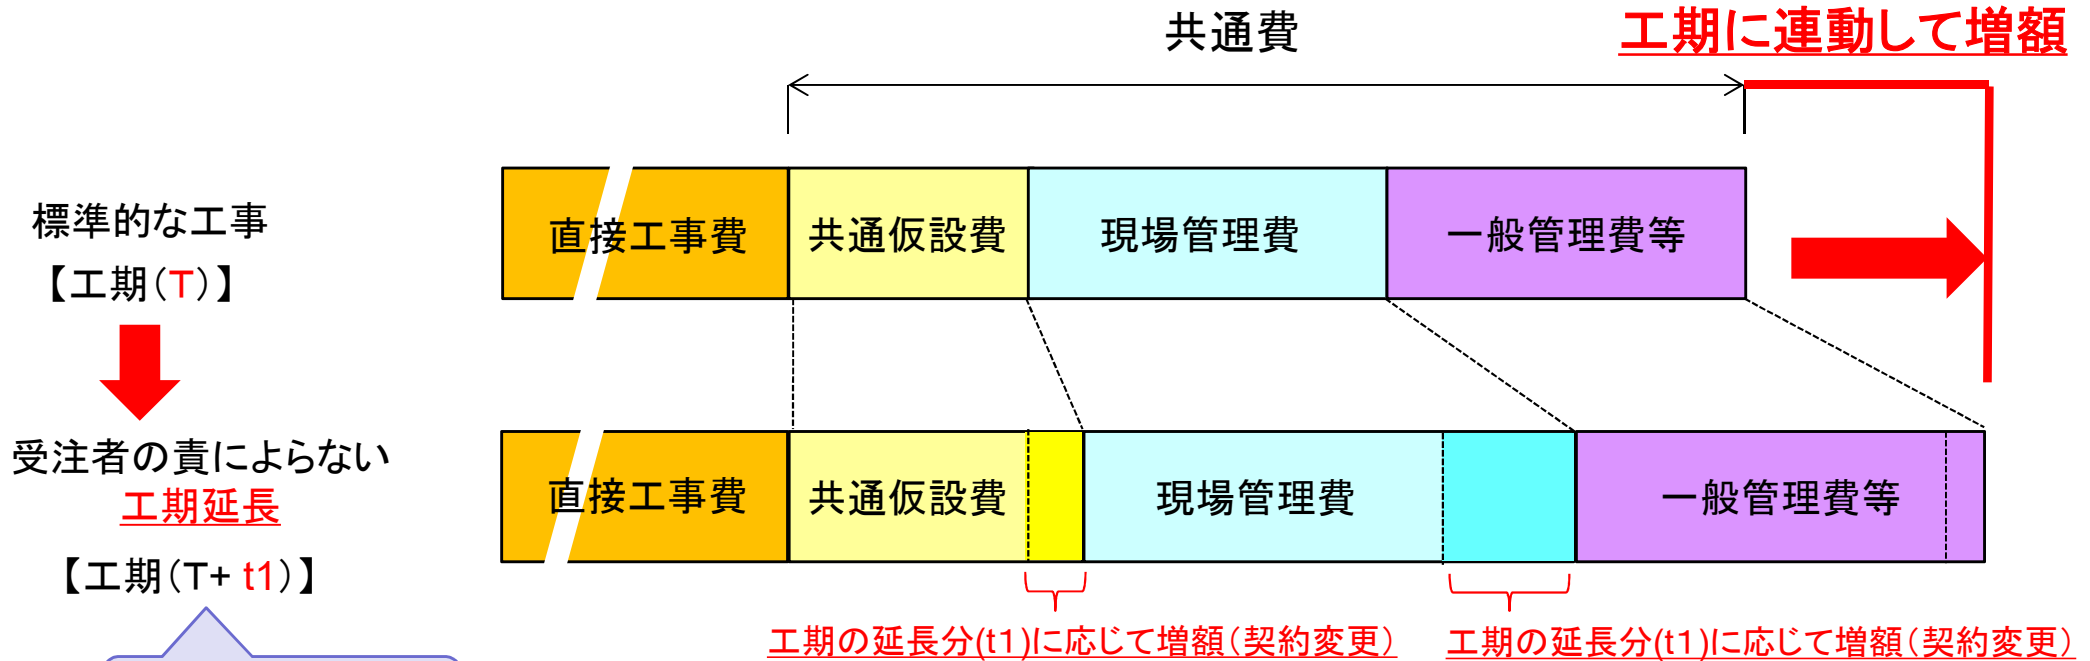 共通費
工期に連動して増額
標準的な工事
【工期(T)】
直接工事費
共通仮設費
現場管理費
一般管理費等
受注者の責によらない
工期延長
【工期(T+ t1)】
直接工事費
共通仮設費
現場管理費
一般管理費等
工期の延長分(t1)に応じて増額(契約変更)
工期の延長分(t1)に応じて増額(契約変更)